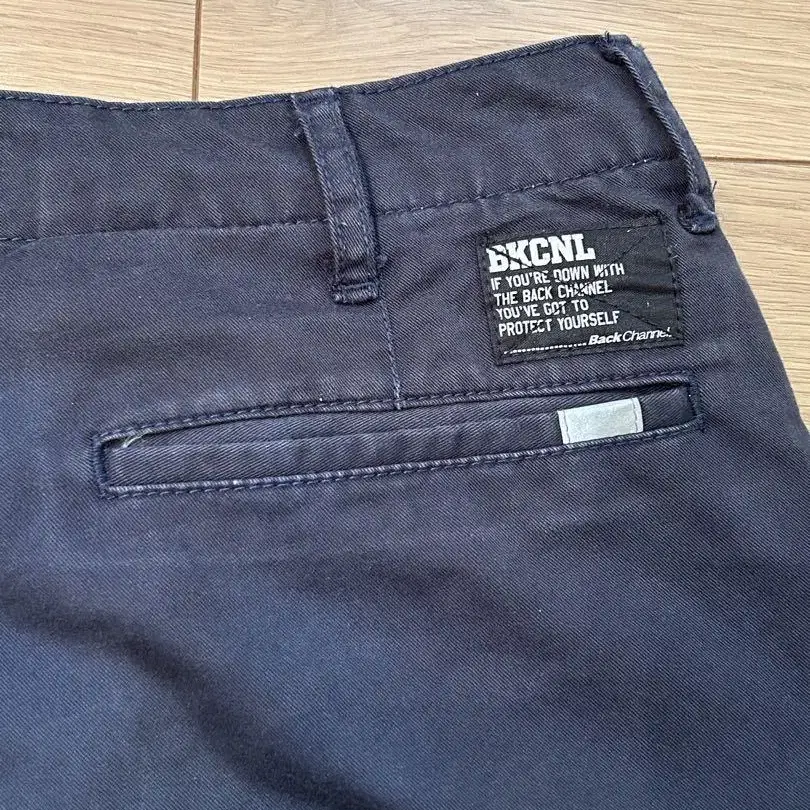 BKCNL
IF YOU'RE DOWN WITH
THE BACK CHANNEL
YOU'VE GOT TO
PROTECT YOURSELF
BackChannel